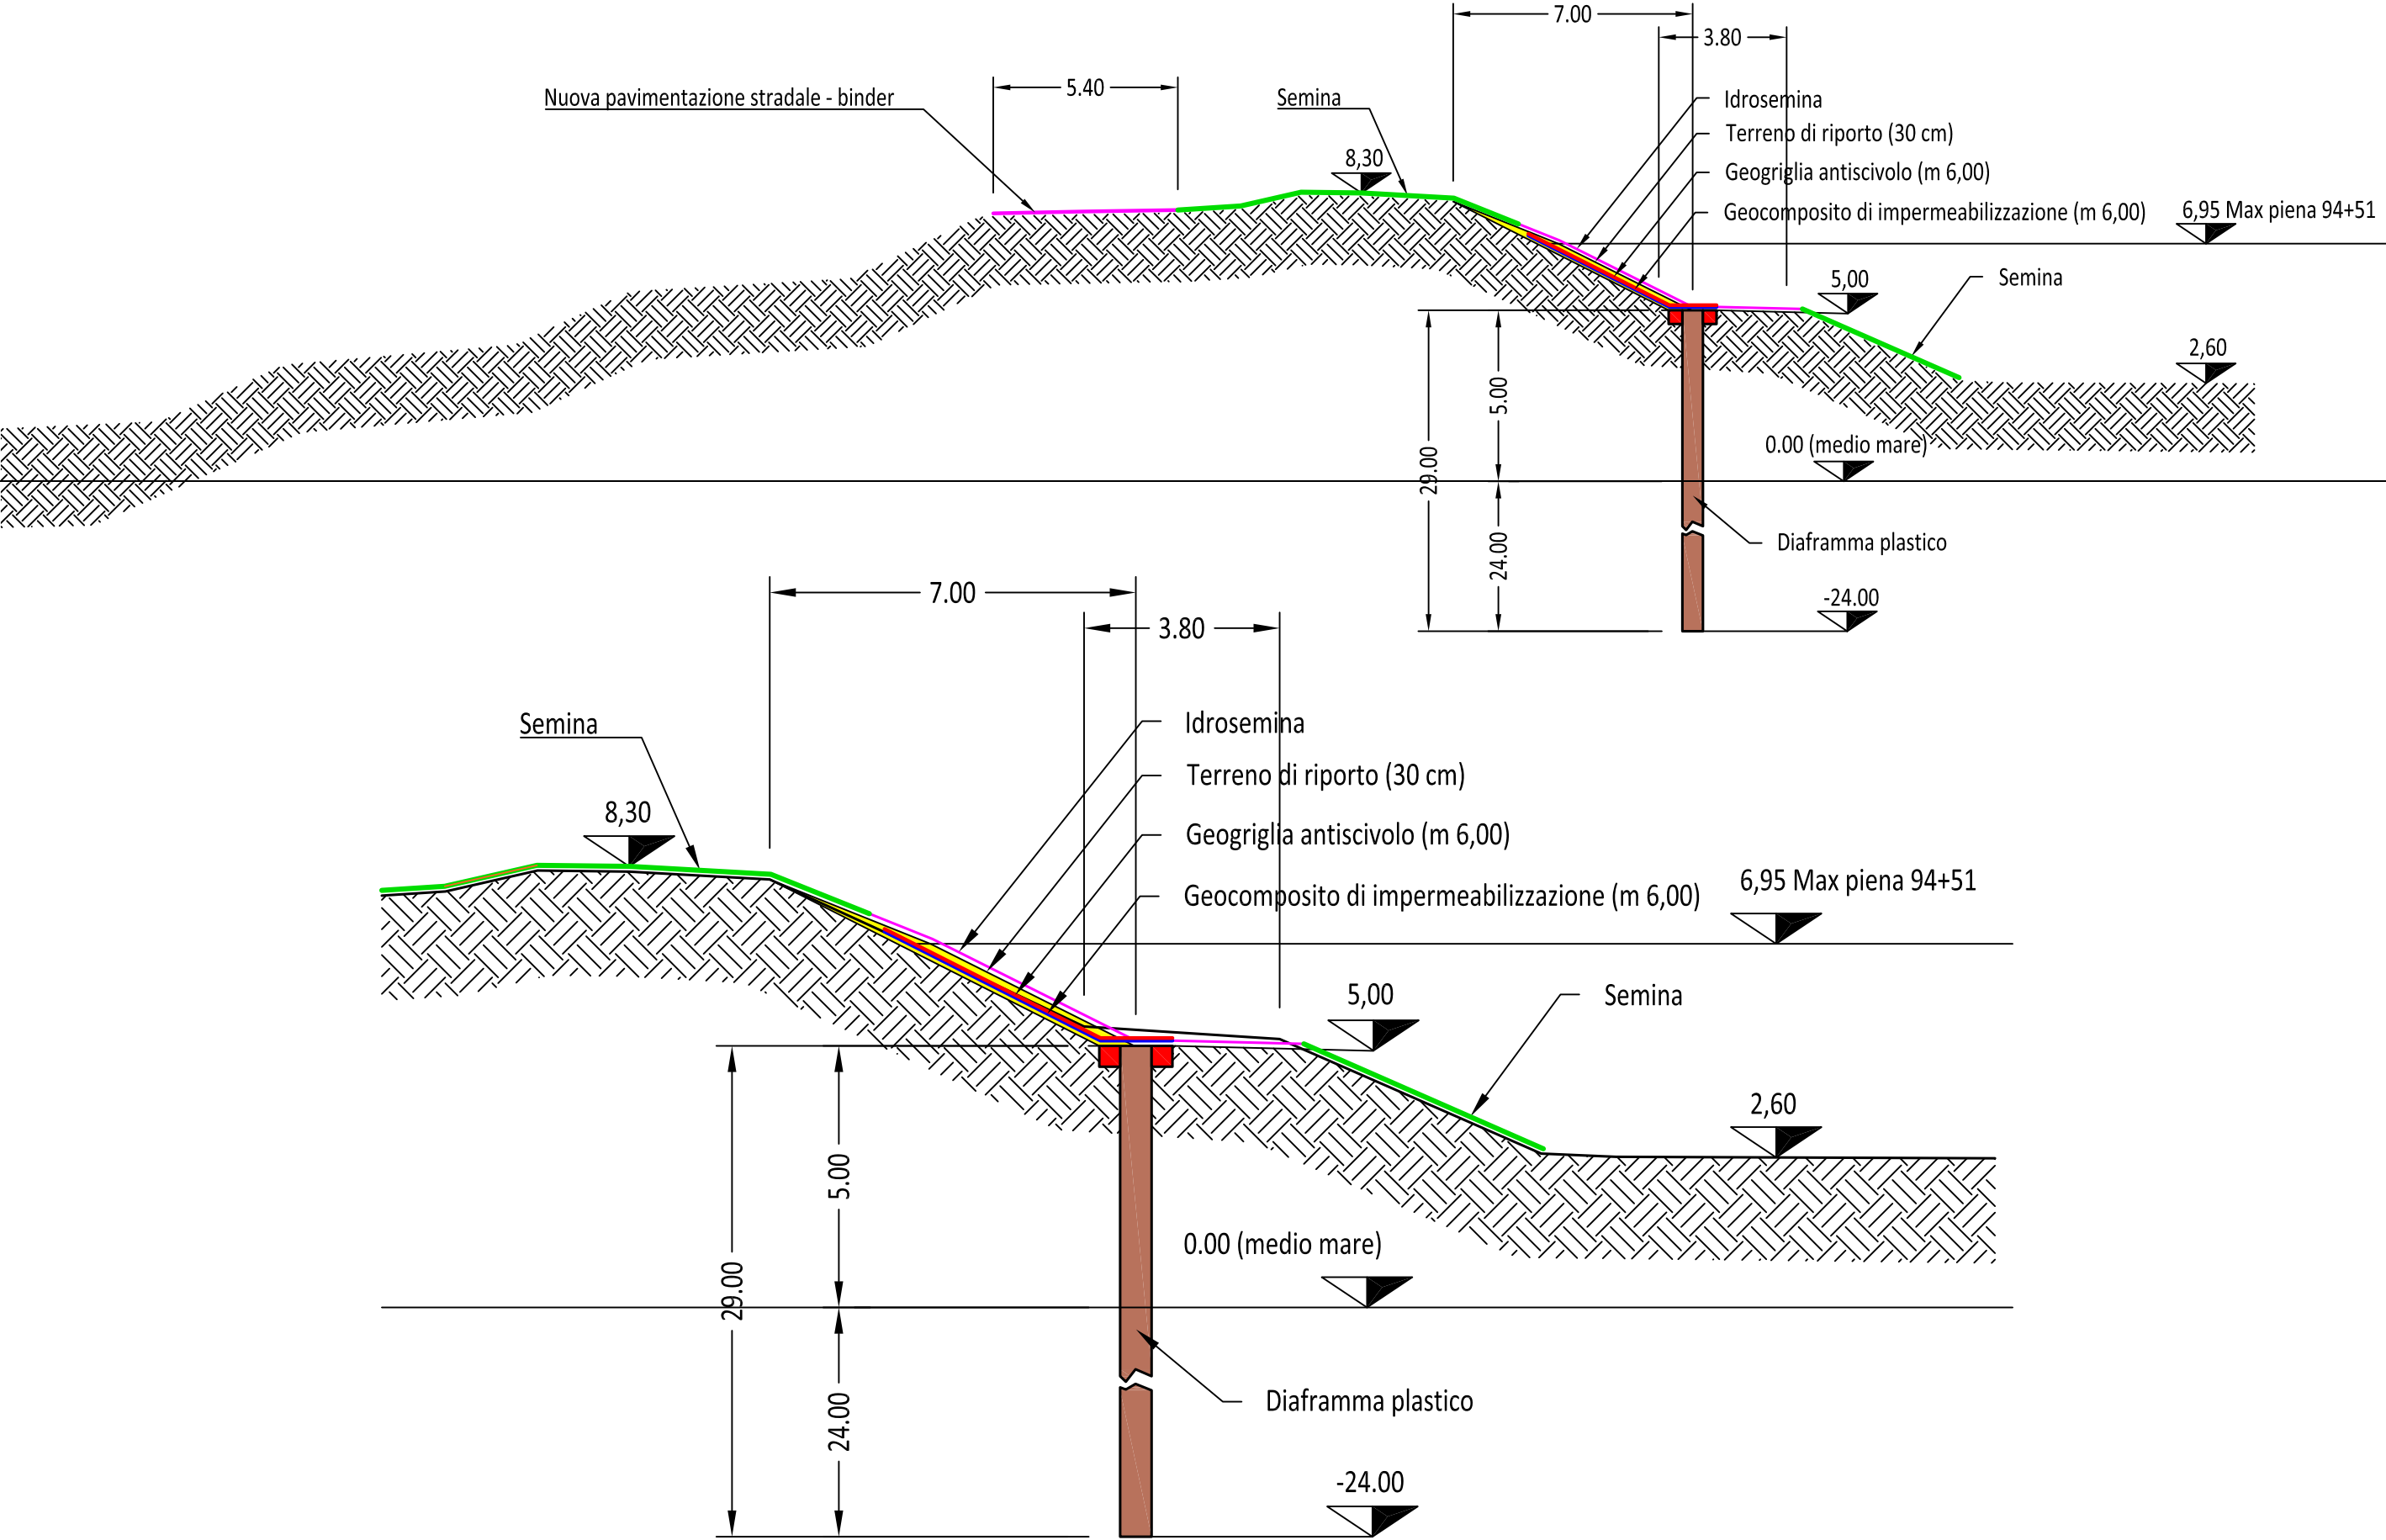 7.00
3.80
5.40
Nuova pavimentazione stradale - binder
Semina
Idrosemina
Terreno di riporto (30 cm)
8,30
Geogriglia antiscivolo (m 6,00)
Geocomposito di impermeabilizzazione (m 6,00)
6,95 Max piena 94+51
5,00
Semina
2,60
5.00
0.00 (medio mare)
29.00
24.00
Diaframma plastico
-24.00
7.00
3.80
Semina
Idrosemina
Terreno di riporto (30 cm)
8,30
Geogriglia antiscivolo (m 6,00)
Geocomposito di impermeabilizzazione (m 6,00)
6,95 Max piena 94+51
5,00
Semina
2,60
5.00
0.00 (medio mare)
29.00
24.00
Diaframma plastico
-24.00